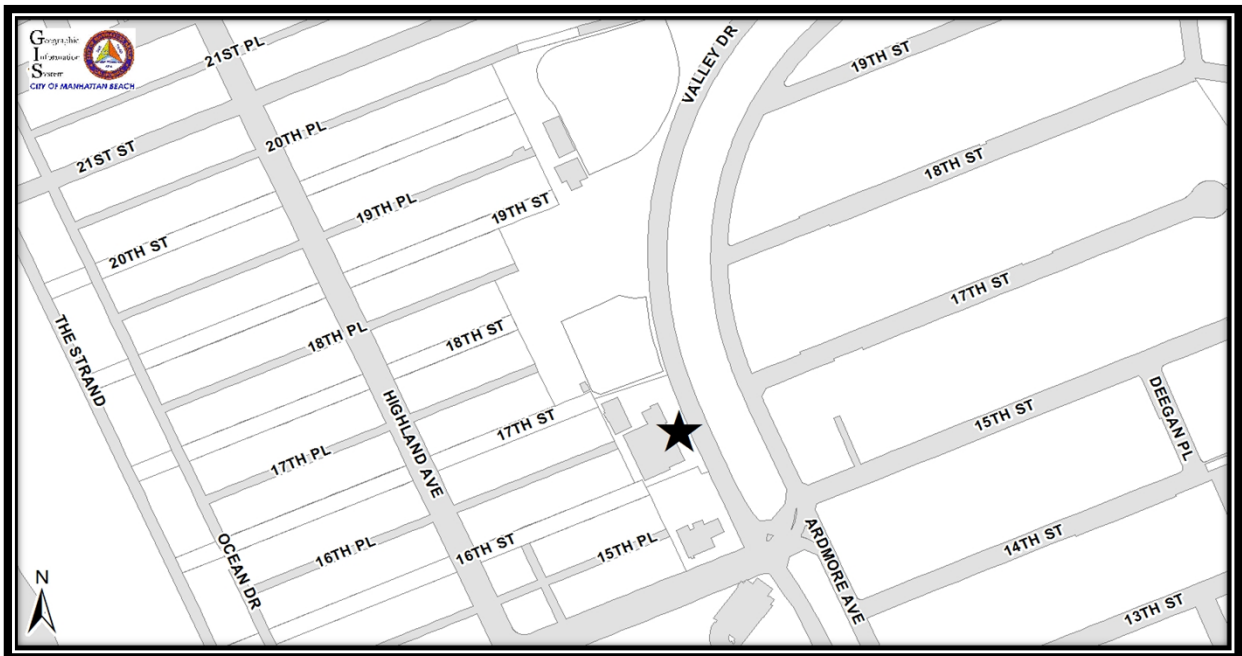 Geographic
Information
System
CITY OF MANHATTAN BEACH
21ST PL
VALLEY DR
19TH ST
21ST ST
20TH PL
18TH ST
19TH PL
19TH ST
20TH ST
17TH ST
THE STRAND
18TH PL
18TH ST
HIGHLAND AVE
DEEGAN PL
15TH ST
17TH ST
17TH PL
OCEAN DR
16TH PL
16TH ST
15TH PL
ARDMORE AVE
14TH ST
13TH ST
N